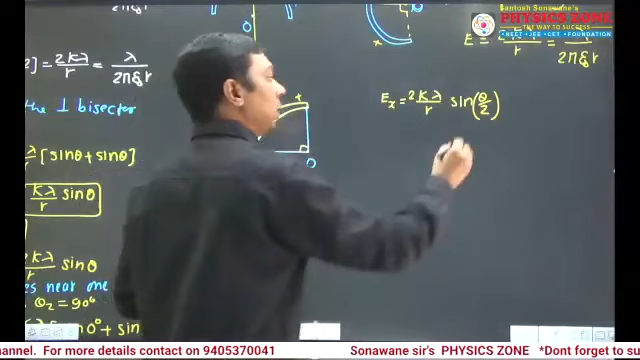 Santosh Sonawane's
PHYSICS ZONE
THE WAY TO SUCCESS
• NEET • JEE • CET • FOUNDATION
2] = 2Kλ/r = λ/2πε₀r
the ⊥ bisector
[sinθ + sinθ]
Kλ/r sinθ
Kλ sinθ
es near one
θ₂ = 90°
0° + sin
x
+
O
E = = 2πε₀r
Eₓ = 2Kλ/r sin(θ/2)
hannel. For more details contact on 9405370041 Sonawane sir's PHYSICS ZONE *Dont forget to su